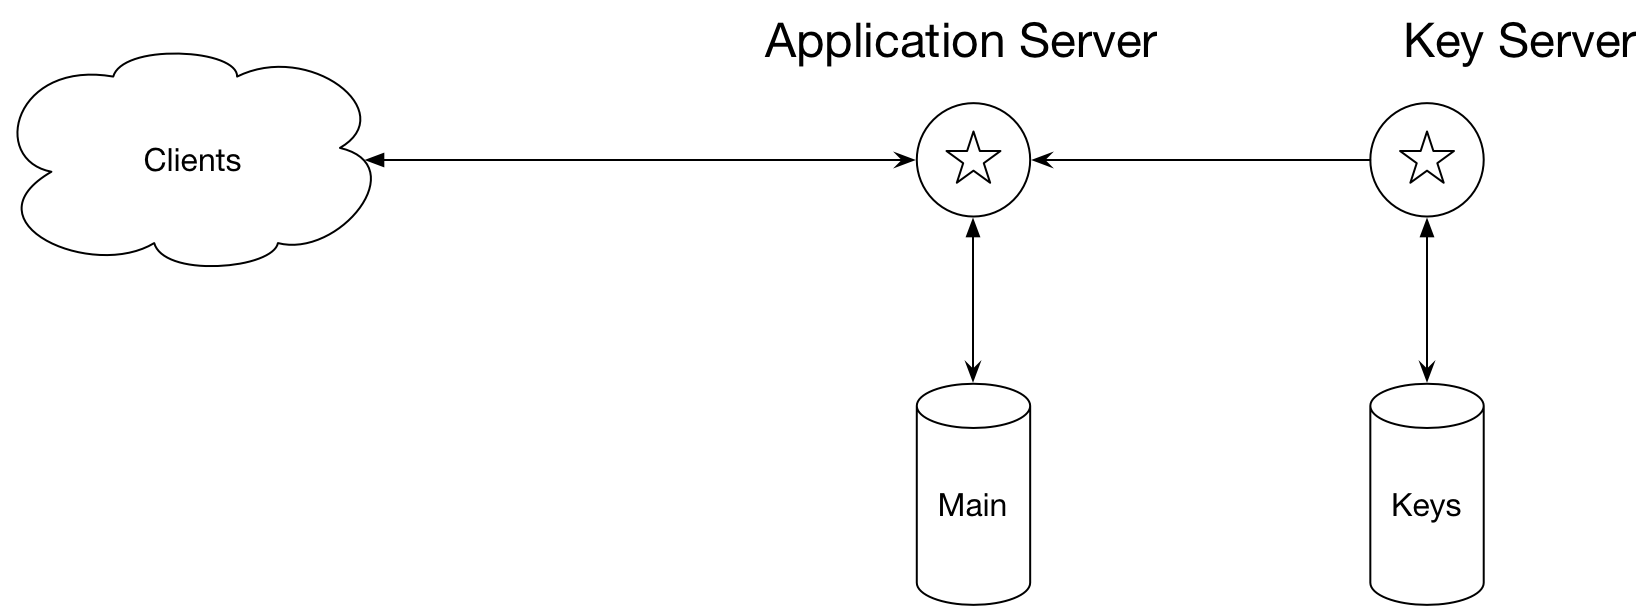 Application Server
Key Server
Clients
Main
Keys